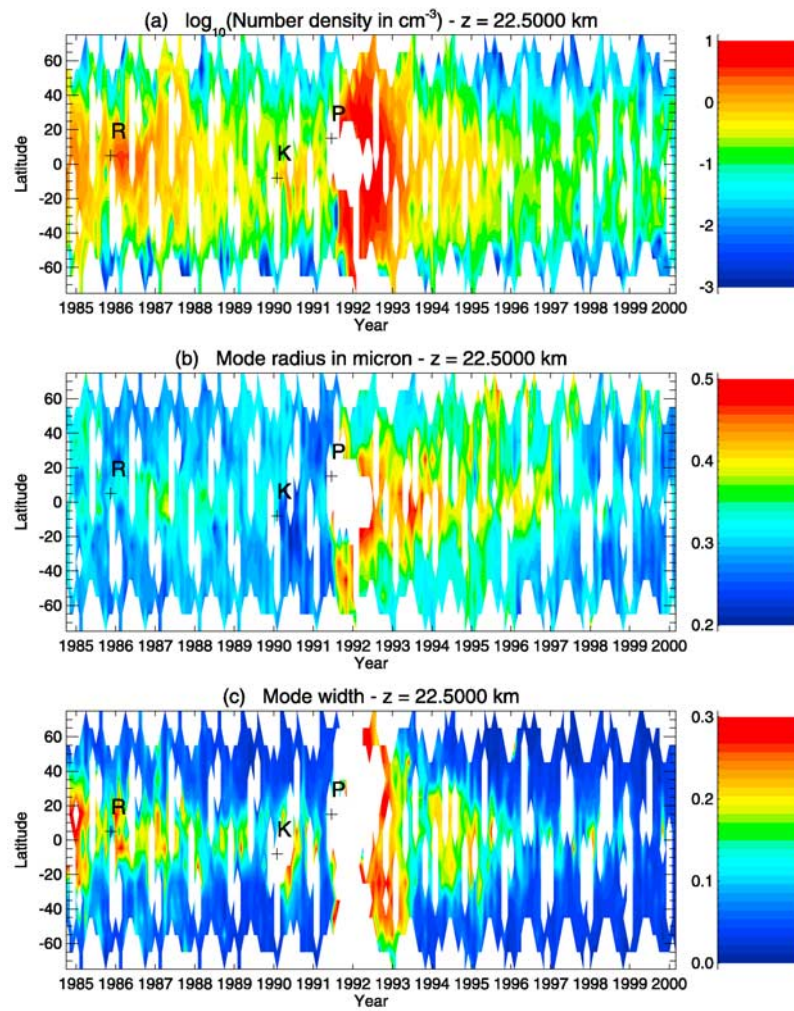 (a) log₁₀(Number density in cm⁻³) - z = 22.5000 km
60
40
20
0
-20
-40
-60
Latitude
R
K
P
1985 1986 1987 1988 1989 1990 1991 1992 1993 1994 1995 1996 1997 1998 1999 2000
Year
1
0
-1
-2
-3
(b) Mode radius in micron - z = 22.5000 km
60
40
20
0
-20
-40
-60
Latitude
R
K
P
1985 1986 1987 1988 1989 1990 1991 1992 1993 1994 1995 1996 1997 1998 1999 2000
Year
0.5
0.4
0.3
0.2
(c) Mode width - z = 22.5000 km
60
40
20
0
-20
-40
-60
Latitude
R
K
P
1985 1986 1987 1988 1989 1990 1991 1992 1993 1994 1995 1996 1997 1998 1999 2000
Year
0.3
0.2
0.1
0.0